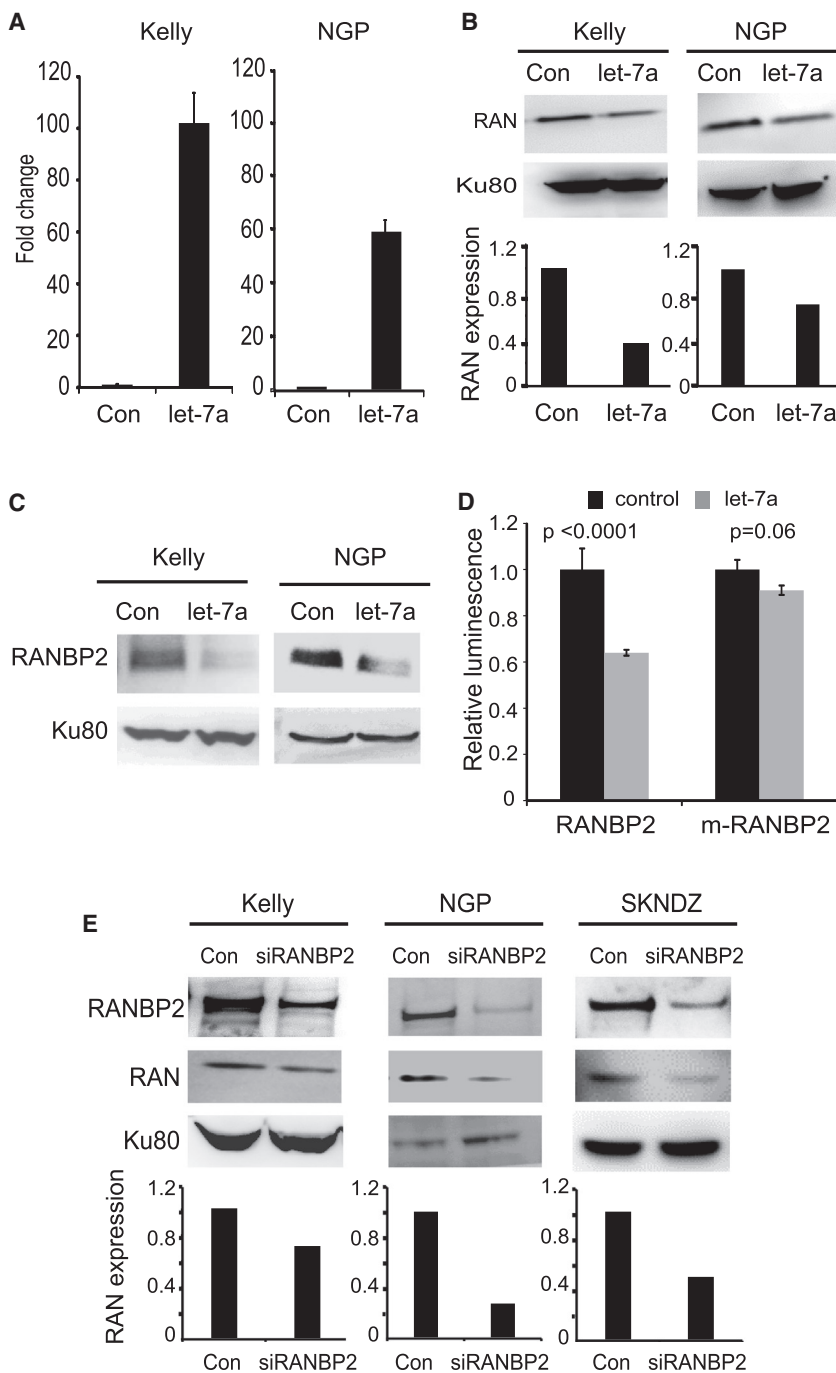 A
Kelly
NGP
Fold change
120
100
80
60
40
20
0
120
100
80
60
40
20
0
Con
let-7a
Con
let-7a
B
Kelly
NGP
Con
let-7a
Con
let-7a
RAN
Ku80
RAN expression
1.2
0.8
0.4
0
1.2
0.8
0.4
0
Con
let-7a
Con
let-7a
C
Kelly
NGP
Con
let-7a
Con
let-7a
RANBP2
Ku80
D
control
let-7a
Relative luminescence
1.2
1.0
0.8
0.6
0.4
0.2
0
p <0.0001
p=0.06
RANBP2
m-RANBP2
E
Kelly
NGP
SKNDZ
Con
siRANBP2
Con
siRANBP2
Con
siRANBP2
RANBP2
RAN
Ku80
RAN expression
1.2
0.8
0.4
0
1.2
0.8
0.4
0
1.2
0.8
0.4
0
Con
siRANBP2
Con
siRANBP2
Con
siRANBP2